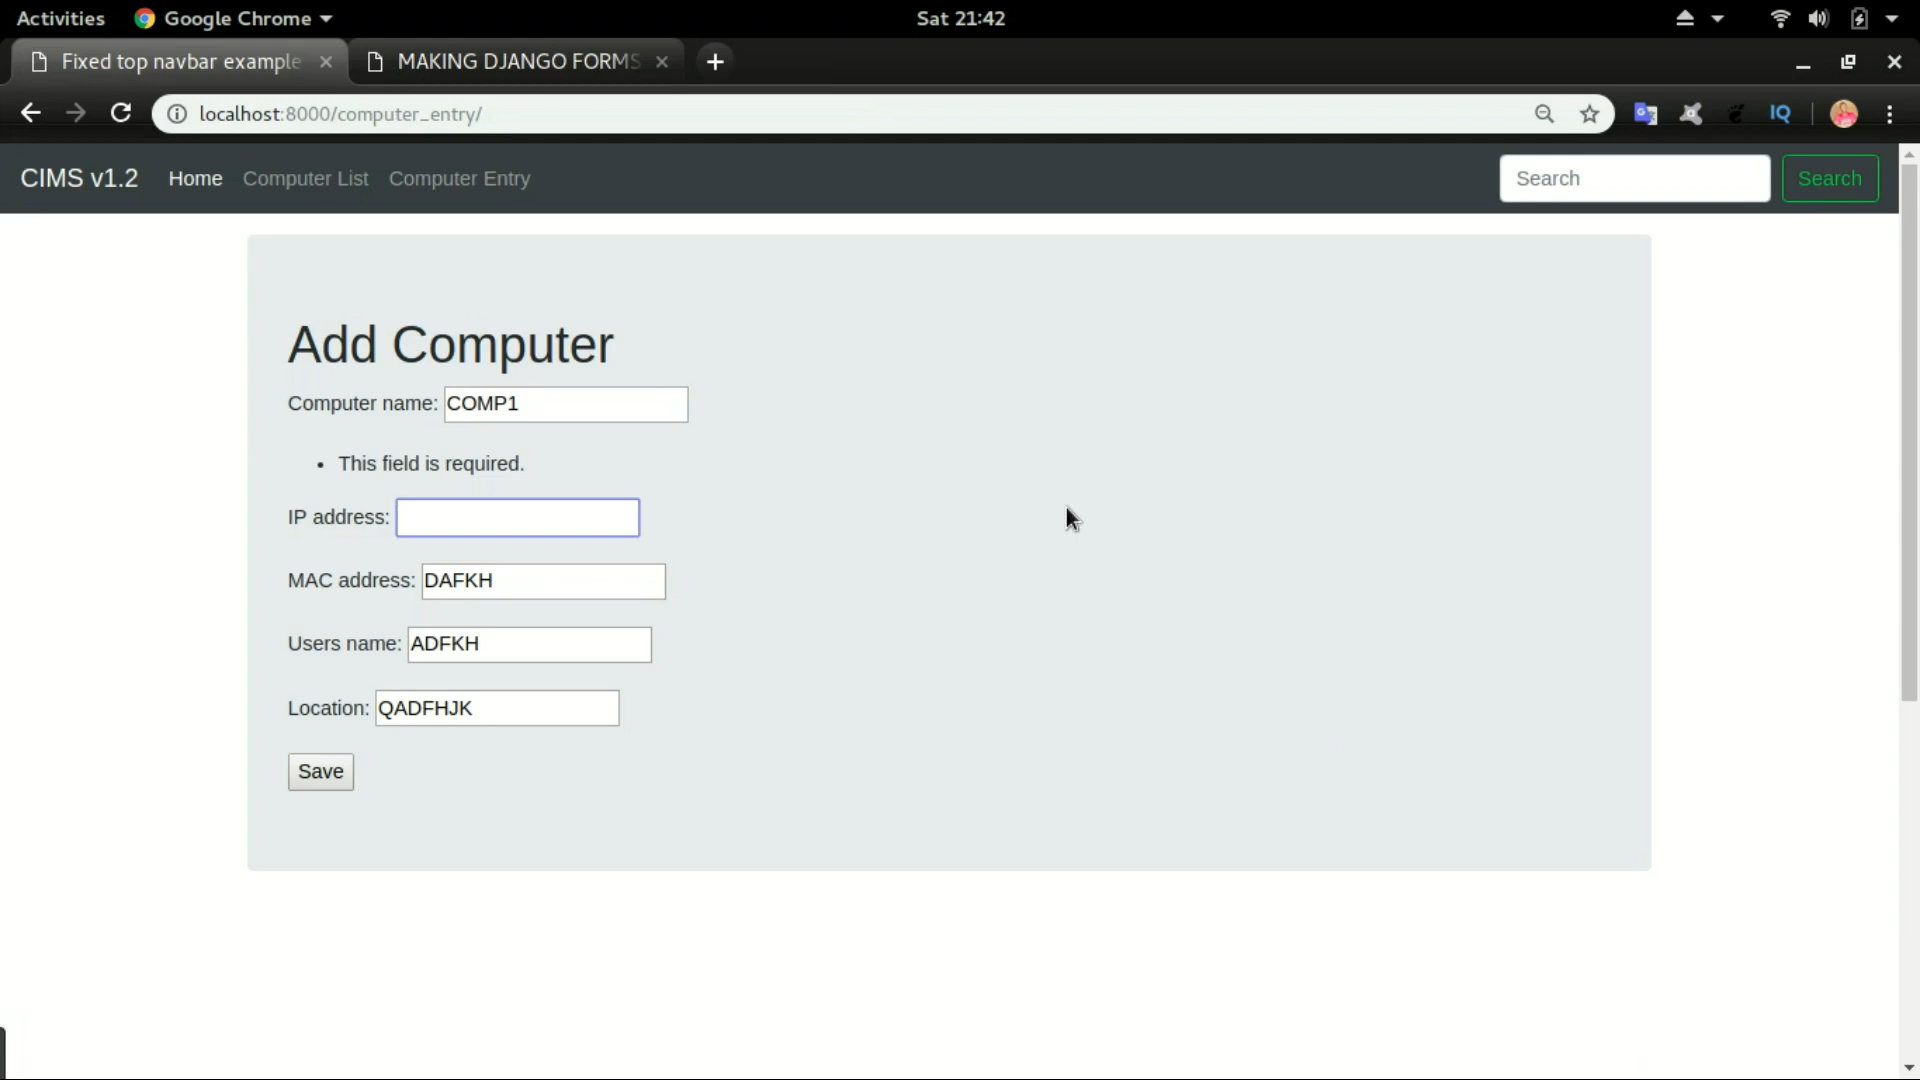 Activities
Google Chrome
Sat 21:42
Fixed top navbar example
MAKING DJANGO FORMS
localhost:8000/computer_entry/
IQ
CIMS v1.2
Home
Computer List
Computer Entry
Search
Search
Add Computer
Computer name: COMP1
• This field is required.
IP address:
MAC address: DAFKH
Users name: ADFKH
Location: QADFHJK
Save